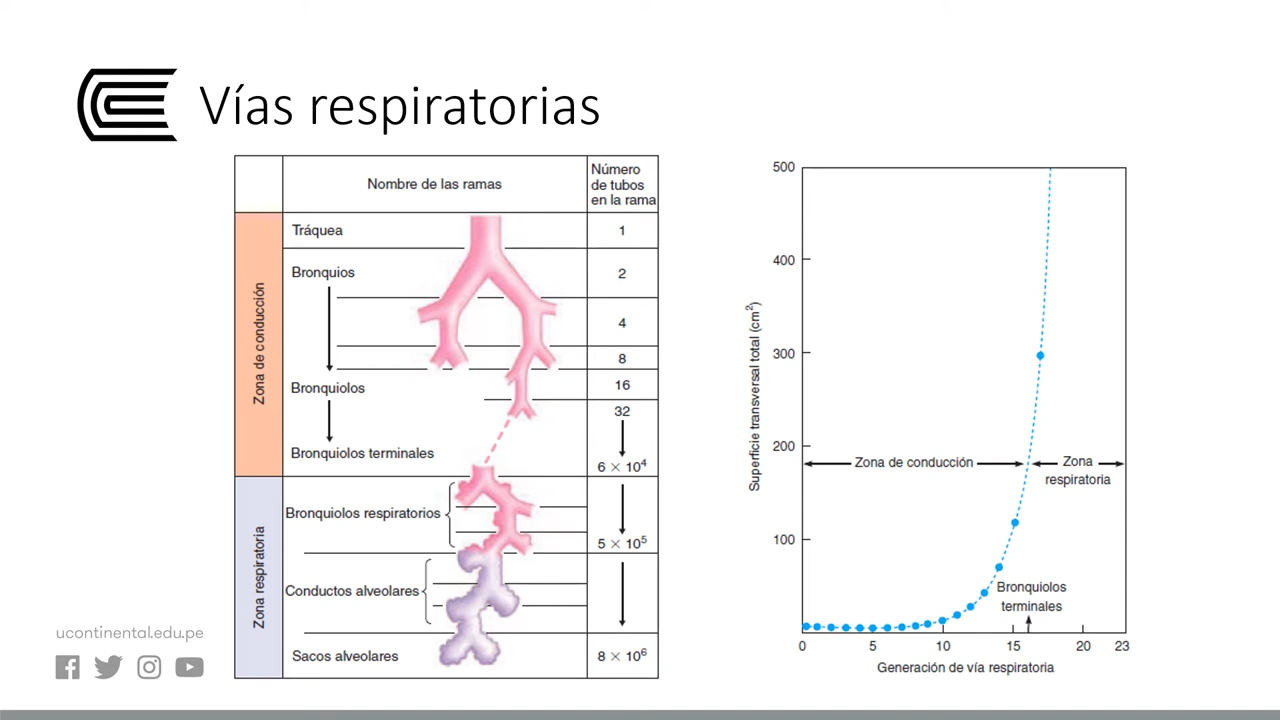 Vías respiratorias
Nombre de las ramas
Número
de tubos
en la rama
Zona de conducción
Tráquea
1
Bronquios
2
4
8
Bronquiolos
16
32
Bronquiolos terminales
6 × 10⁴
Zona respiratoria
Bronquiolos respiratorios
5 × 10⁵
Conductos alveolares
Sacos alveolares
8 × 10⁶
Superficie transversal total (cm²)
500
400
300
200
100
Zona de conducción
Zona
respiratoria
Bronquiolos
terminales
0
5
10
15
20
23
Generación de vía respiratoria
ucontinental.edu.pe